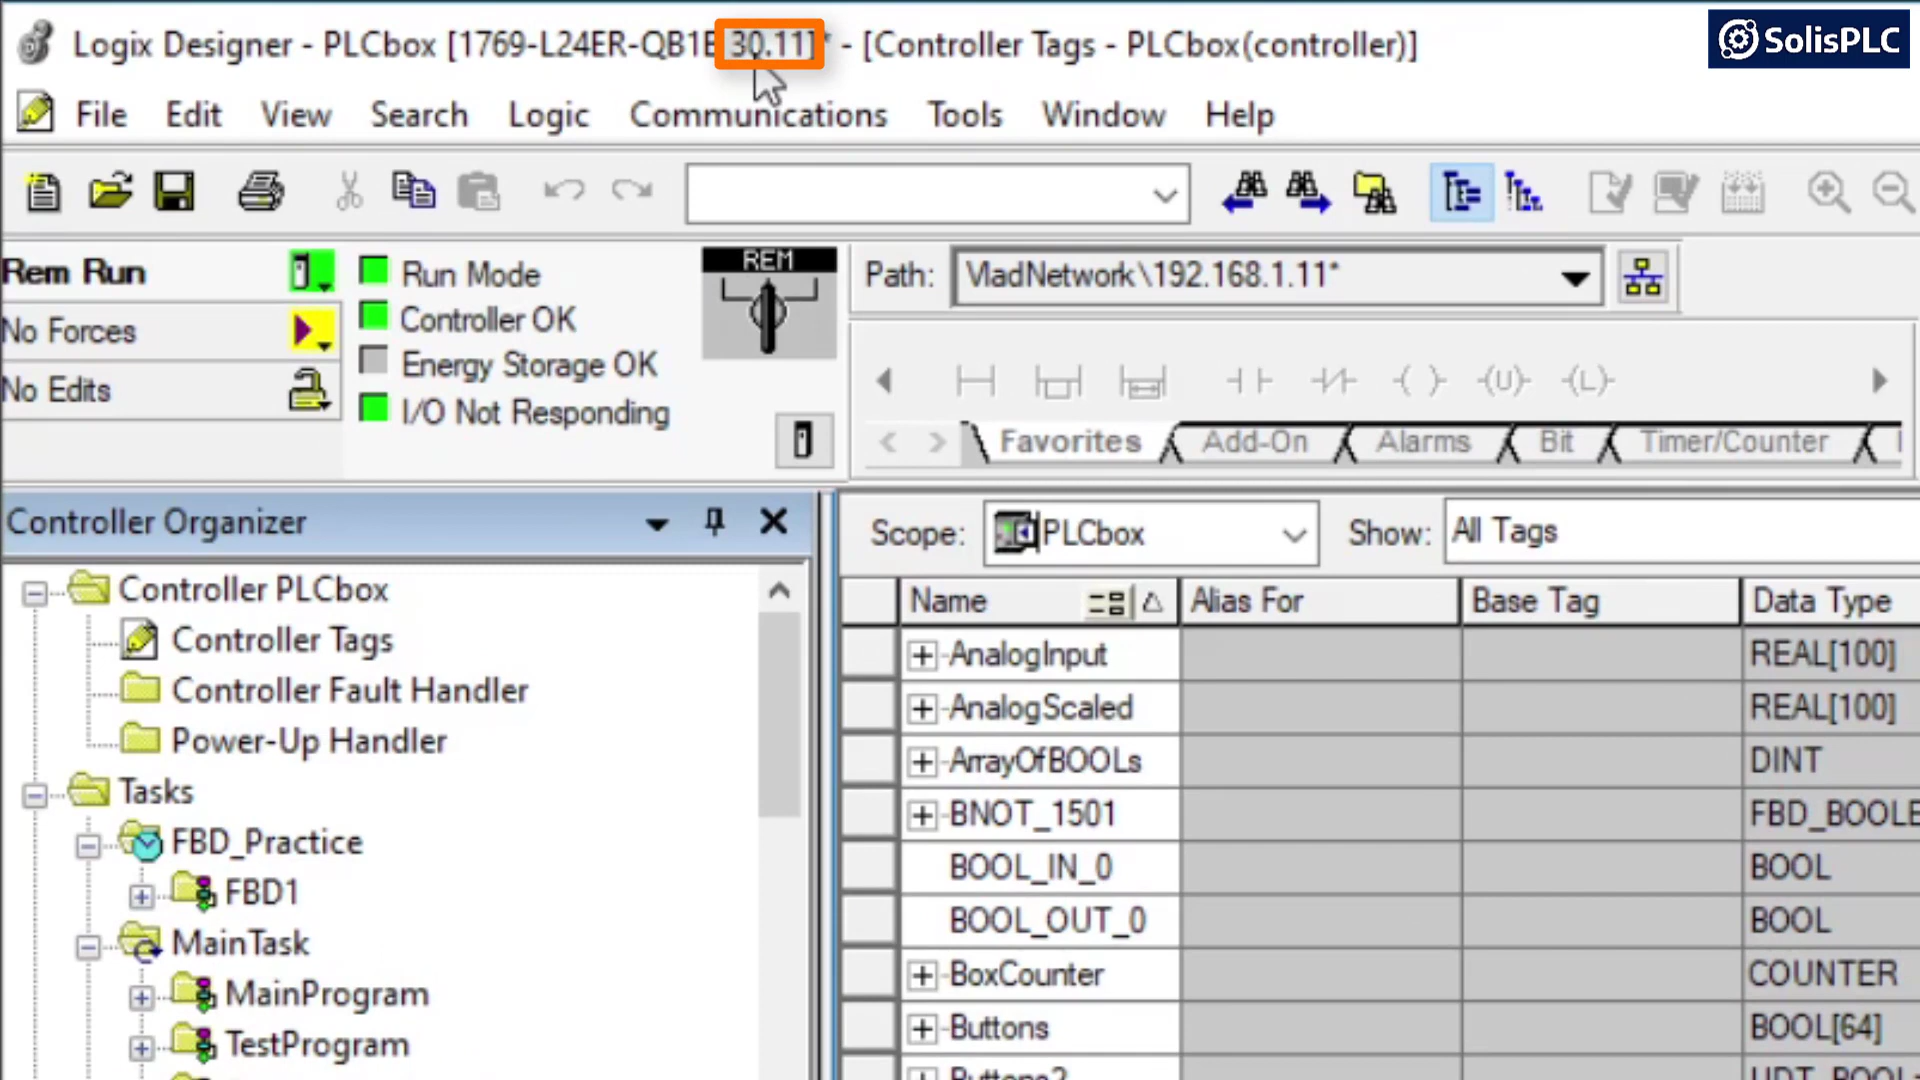 Logix Designer - PLCbox [1769-L24ER-QB1B 30.11]* - [Controller Tags - PLCbox(controller)]
SolisPLC
File Edit View Search Logic Communications Tools Window Help
Rem Run
No Forces
No Edits
Run Mode
Controller OK
Energy Storage OK
I/O Not Responding
REM
Path: VladNetwork\192.168.1.11*
Favorites Add-On Alarms Bit Timer/Counter
Controller Organizer
Controller PLCbox
Controller Tags
Controller Fault Handler
Power-Up Handler
Tasks
FBD_Practice
FBD1
MainTask
MainProgram
TestProgram
Scope: PLCbox Show: All Tags
Name Alias For Base Tag Data Type
AnalogInput REAL[100]
AnalogScaled REAL[100]
ArrayOfBOOLs DINT
BNOT_1501 FBD_BOOLE
BOOL_IN_0 BOOL
BOOL_OUT_0 BOOL
BoxCounter COUNTER
Buttons BOOL[64]
Buttons2